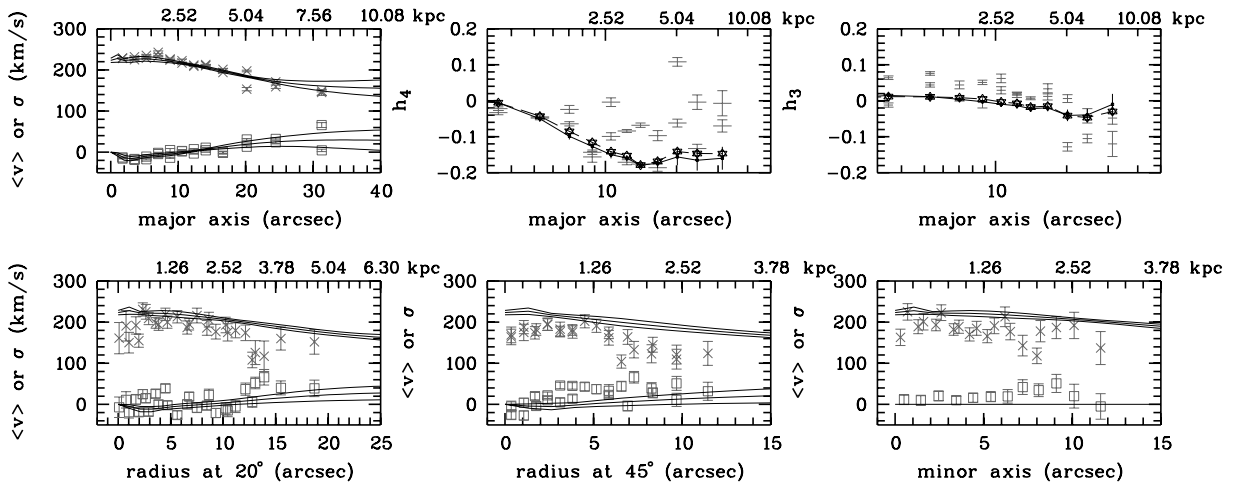 2.52 5.04 7.56 10.08 kpc
<v> or σ (km/s)
300
200
100
0
0 10 20 30 40
major axis (arcsec)
2.52 5.04 10.08 kpc
h4
0.2
0.1
0
−0.1
−0.2
10
major axis (arcsec)
2.52 5.04 10.08 kpc
h3
0.2
0.1
0
−0.1
−0.2
10
major axis (arcsec)
1.26 2.52 3.78 5.04 6.30 kpc
<v> or σ (km/s)
300
200
100
0
0 5 10 15 20 25
radius at 20° (arcsec)
1.26 2.52 3.78 kpc
<v> or σ
300
200
100
0
0 5 10 15
radius at 45° (arcsec)
1.26 2.52 3.78 kpc
<v> or σ
300
200
100
0
0 5 10 15
minor axis (arcsec)